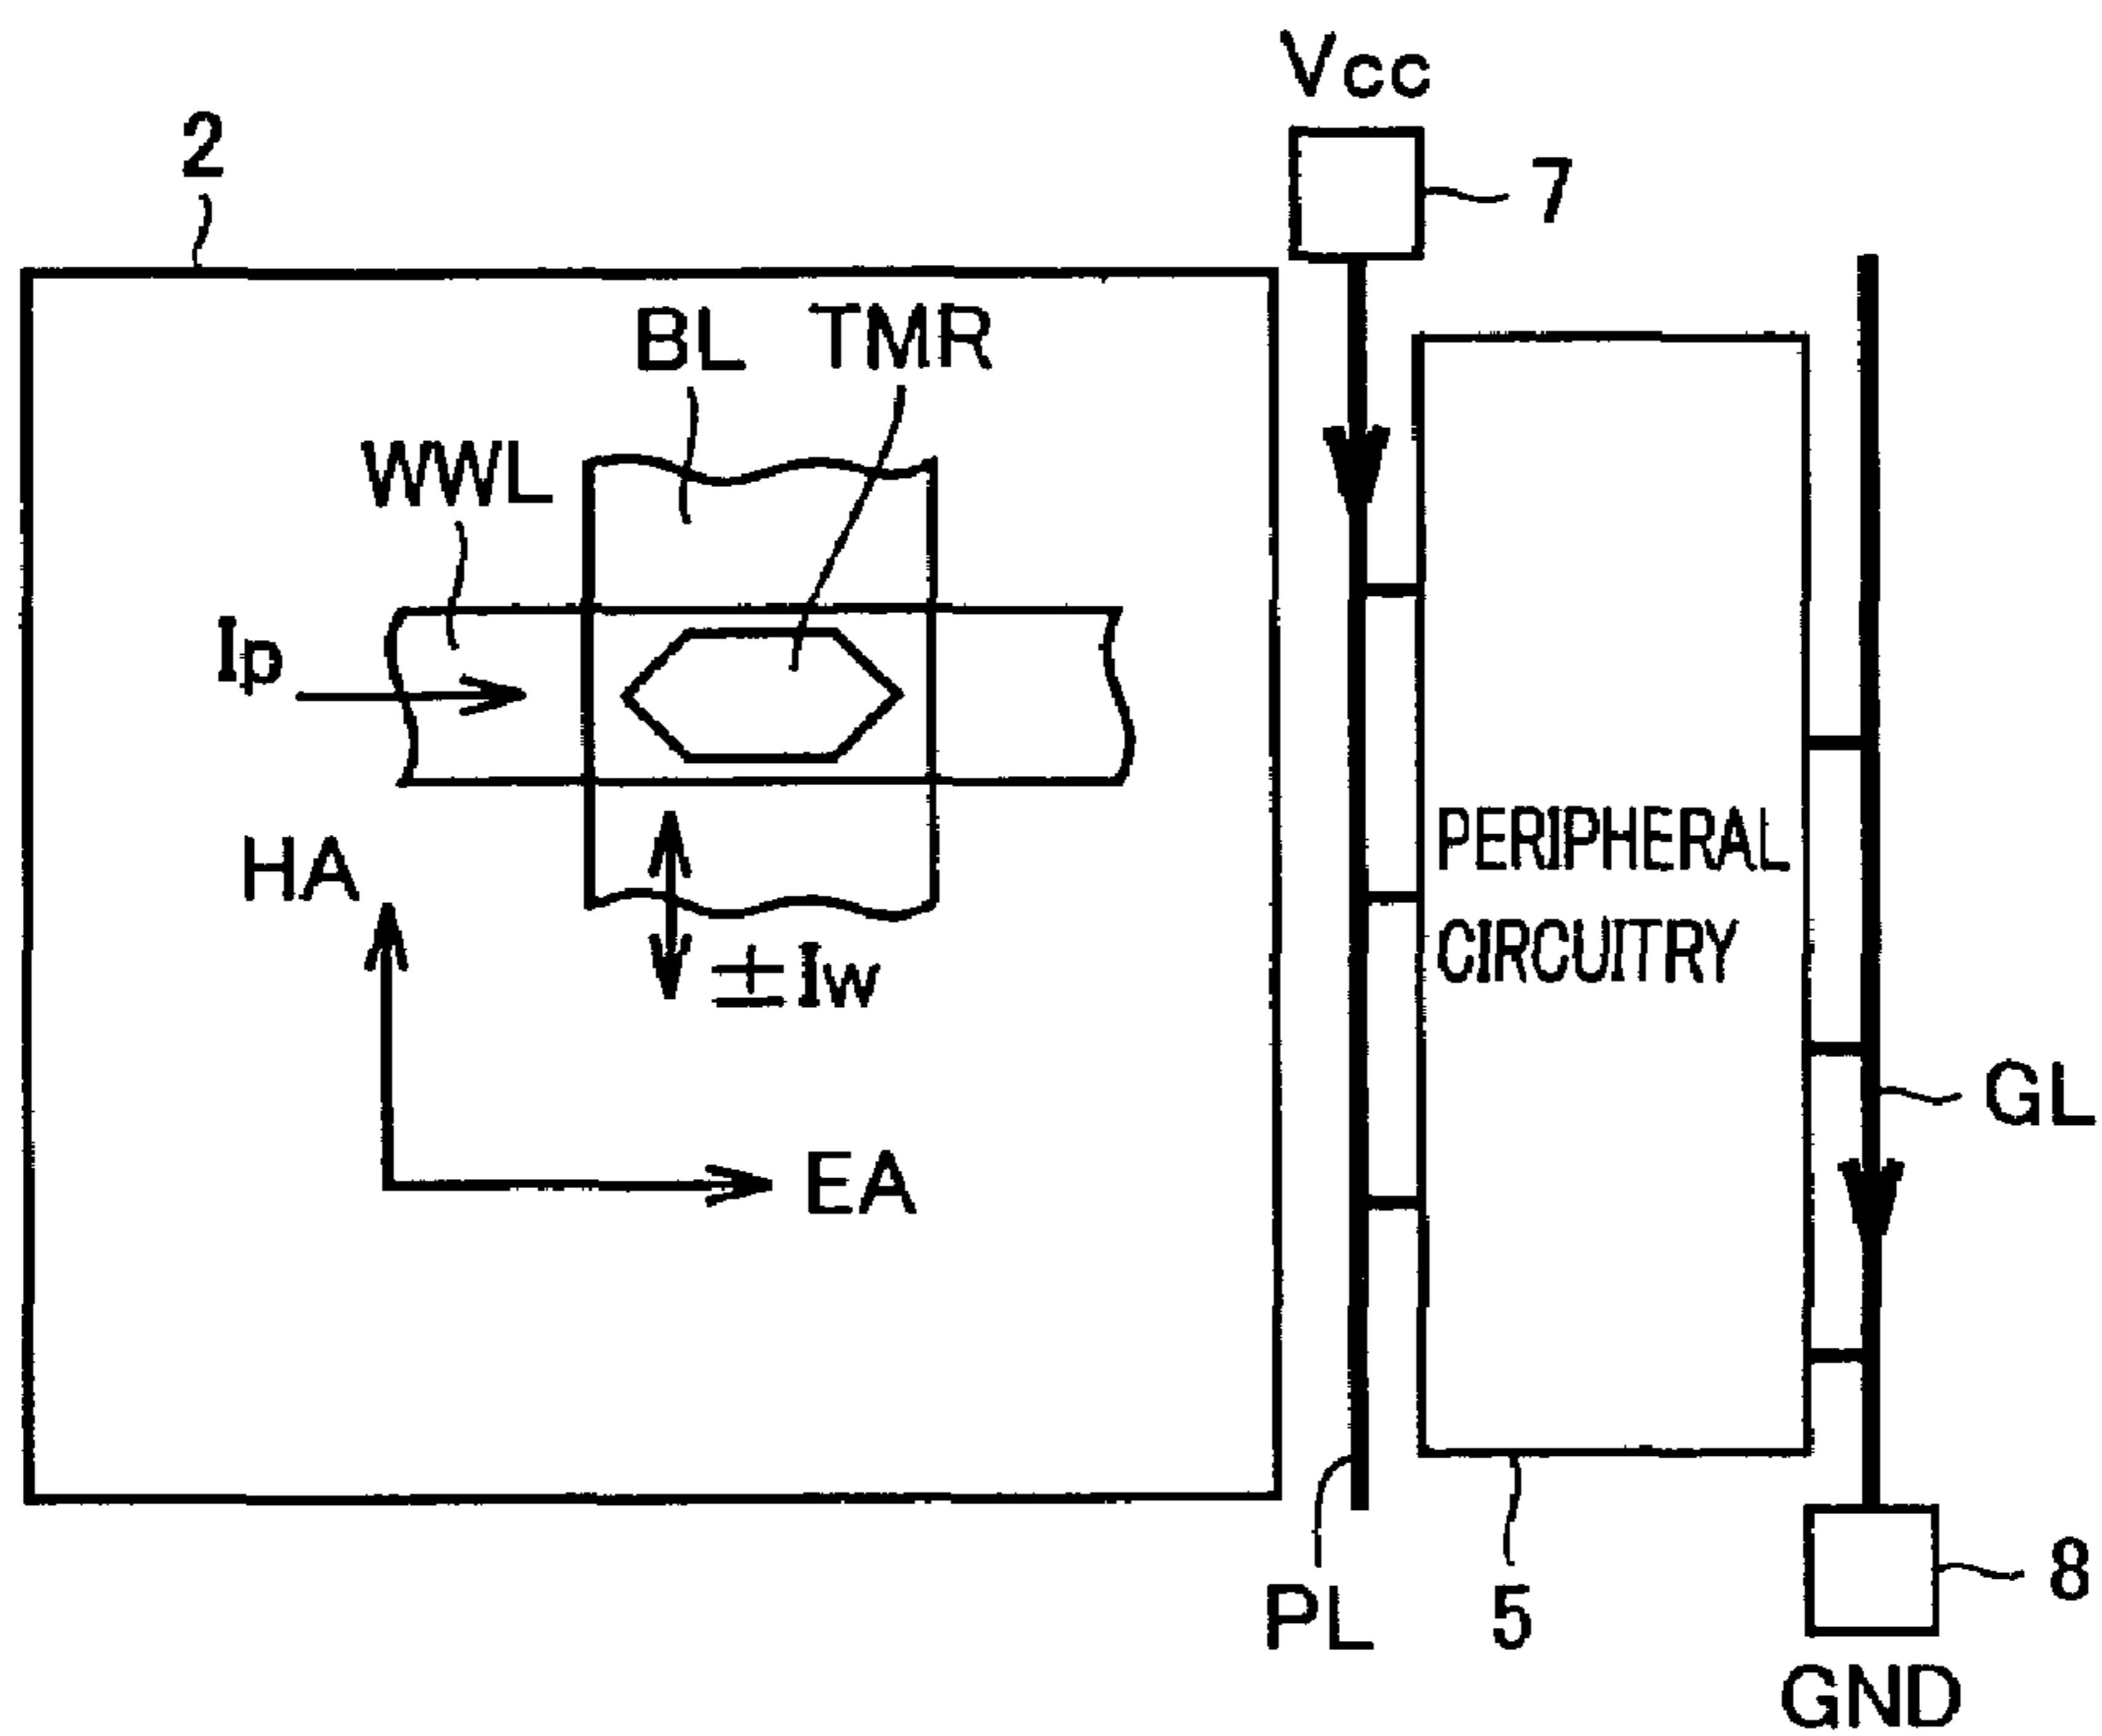 Vcc
2
7
BL
TMR
WWL
Ip
HA
PERIPHERAL
CIRCUITRY
±Iw
GL
EA
PL
5
8
GND